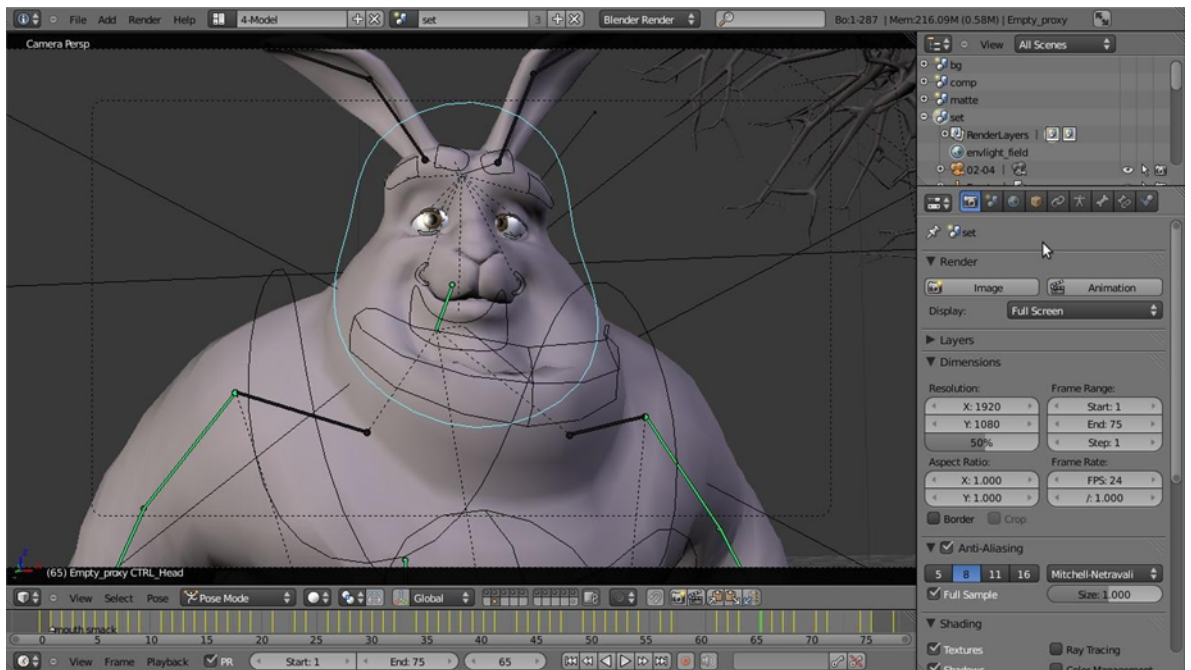 File Add Render Help 4-Model set 3 Blender Render Bo:1-287 | Mem:216.09M (0.58M) | Empty_proxy
Camera Persp
View All Scenes
bg
comp
matte
set
RenderLayers |
envlight_field
02-04 |
set
Render
Image Animation
Display: Full Screen
Layers
Dimensions
Resolution: Frame Range:
X: 1920 Start: 1
Y: 1080 End: 75
50% Step: 1
Aspect Ratio: Frame Rate:
X: 1.000 FPS: 24
Y: 1.000 /: 1.000
Border Crop
Anti-Aliasing
5 8 11 16 Mitchell-Netravali
Full Sample Size: 1.000
Shading
Textures Ray Tracing
Shadows Color Management
(65) Empty_proxy CTRL_Head
View Select Pose Pose Mode Global
mouth smack
0 5 10 15 20 25 30 35 40 45 50 55 60 65 70 75
View Frame Playback PR Start: 1 End: 75 65